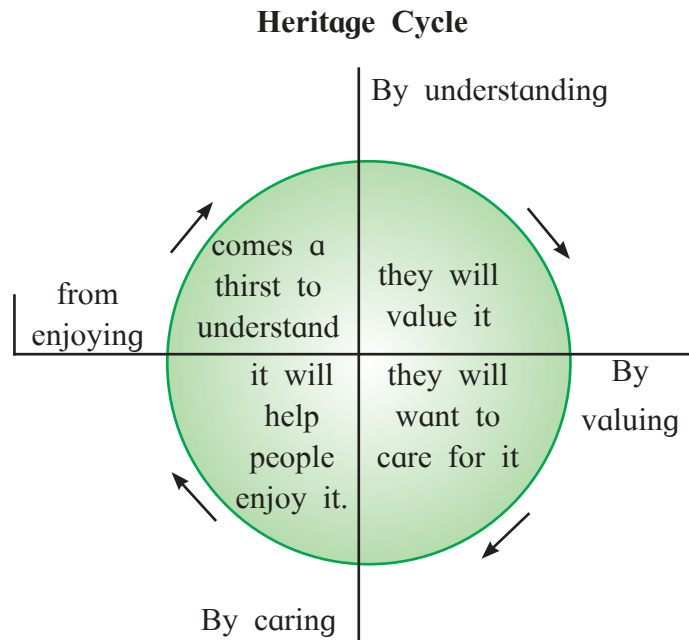 Heritage Cycle
By understanding
they will
value it
By
valuing
they will
want to
care for it
By caring
it will
help
people
enjoy it.
from
enjoying
comes a
thirst to
understand